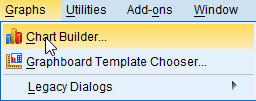 Graphs Utilities Add-ons Window
Chart Builder...
Graphboard Template Chooser...
Legacy Dialogs